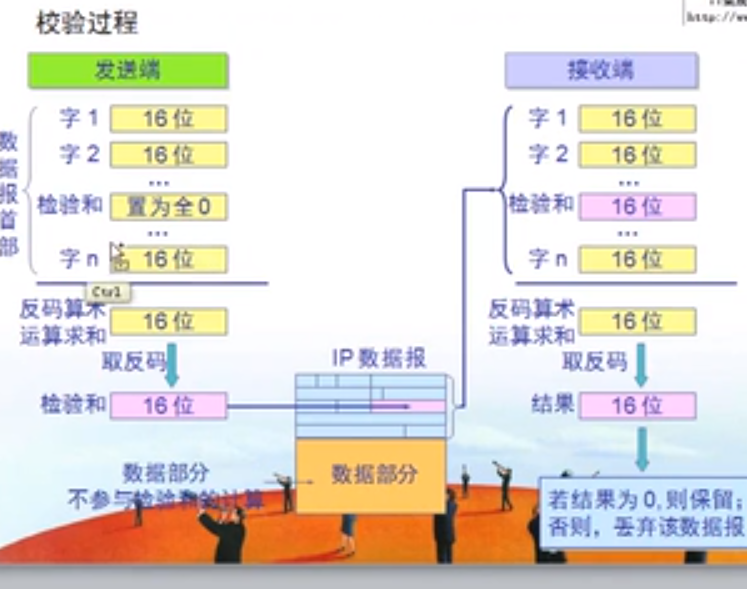 校验过程
http://w
发送端
数据报首部
字 1 16 位
字 2 16 位
...
检验和 置为全 0
...
字 n 16 位
Ctrl
反码算术
运算求和 16 位
取反码
检验和 16 位
数据部分
不参与检验和的计算
IP 数据报
数据部分
接收端
字 1 16 位
字 2 16 位
...
检验和 16 位
...
字 n 16 位
反码算术
运算求和 16 位
取反码
结果 16 位
若结果为 0, 则保留;
否则，丢弃该数据报